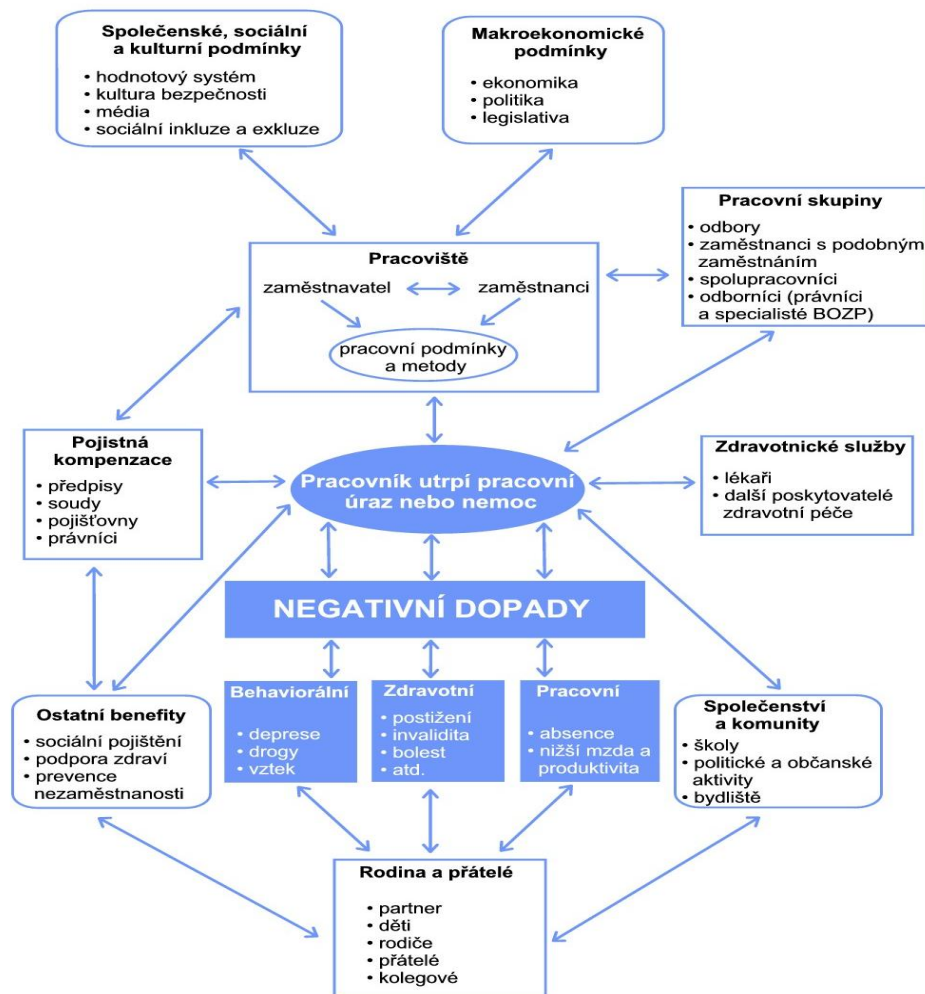 Společenské, sociální
a kulturní podmínky
• hodnotový systém
• kultura bezpečnosti
• média
• sociální inkluze a exkluze
Makroekonomické
podmínky
• ekonomika
• politika
• legislativa
Pracovní skupiny
• odbory
• zaměstnanci s podobným
zaměstnáním
• spolupracovníci
• odborníci (právníci
a specialisté BOZP)
Pracoviště
zaměstnavatel
zaměstnanci
pracovní podmínky
a metody
Pojistná
kompenzace
• předpisy
• soudy
• pojišťovny
• právníci
Pracovník utrpí pracovní
úraz nebo nemoc
Zdravotnické služby
• lékaři
• další poskytovatelé
zdravotní péče
NEGATIVNÍ DOPADY
Behaviorální
• deprese
• drogy
• vztek
Zdravotní
• postižení
• invalidita
• bolest
• atd.
Pracovní
• absence
• nižší mzda a
produktivita
Ostatní benefity
• sociální pojištění
• podpora zdraví
• prevence
nezaměstnanosti
Společenství
a komunity
• školy
• politické a občanské
aktivity
• bydliště
Rodina a přátelé
• partner
• děti
• rodiče
• přátelé
• kolegové